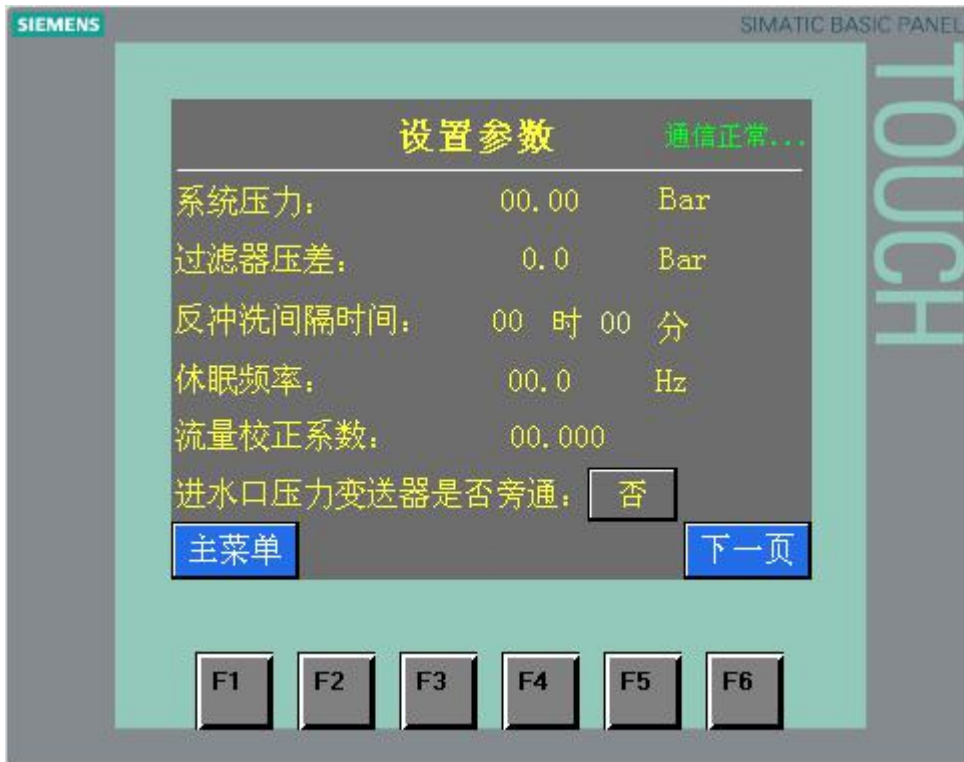 SIEMENS
SIMATIC BASIC PANEL
TOUCH
设置参数 通信正常...
系统压力: 00.00 Bar
过滤器压差: 0.0 Bar
反冲洗间隔时间: 00 时 00 分
休眠频率: 00.0 Hz
流量校正系数: 00.000
进水口压力变送器是否旁通: 否
主菜单 下一页
F1 F2 F3 F4 F5 F6